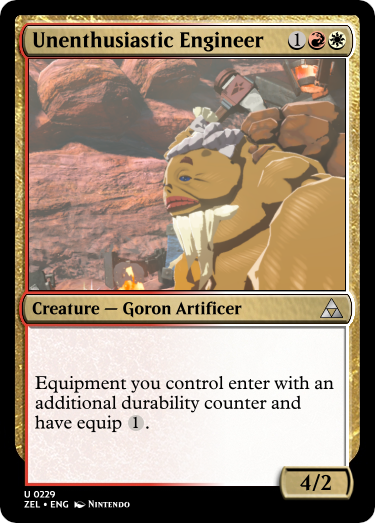 Unenthusiastic Engineer 1
Creature — Goron Artificer
Equipment you control enter with an
additional durability counter and
have equip 1.
4/2
U 0229
ZEL • ENG Nintendo